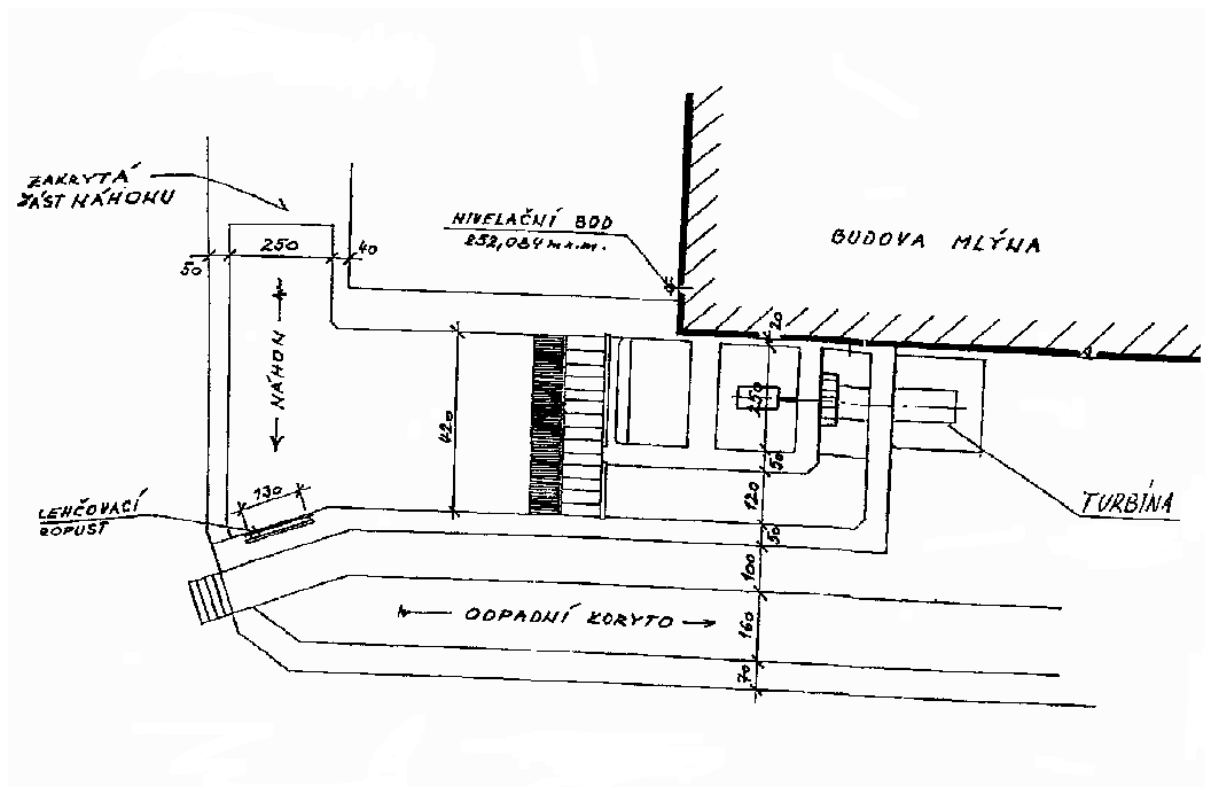 ZAKRYTÁ
ČÁST NÁHONU
NIVELAČNÍ BOD
252,084 m.n.m.
BUDOVA MLÝNA
50
250
40
20
NÁHON
420
250
50
130
120
LEHČOVACÍ
PROPUST
TURBÍNA
50
100
ODPADNÍ KORYTO
160
70